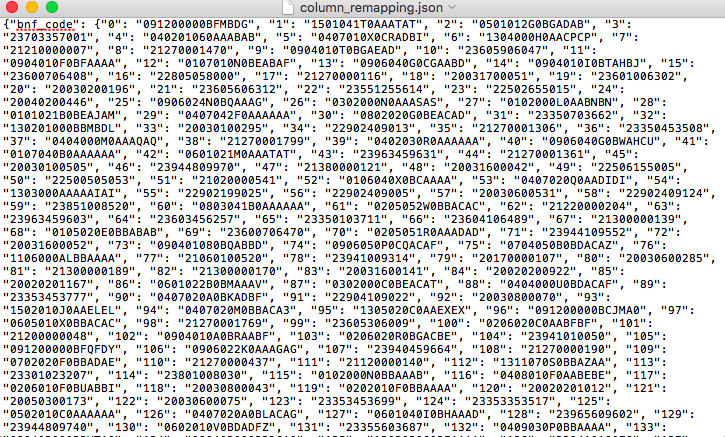 column_remapping.json
{"bnf_code": {"0": "091200000BFMBDG", "1": "1501041T0AAATAT", "2": "0501012G0BGADAB", "3":
"23703357001", "4": "040201060AAABAB", "5": "0407010X0CRADBI", "6": "1304000H0AACPCP", "7":
"21210000007", "8": "21270001470", "9": "0904010T0BGAEAD", "10": "23605906047", "11":
"0904010F0BFAAAA", "12": "0107010N0BEABAF", "13": "0906040G0CGAABD", "14": "0904010I0BTAHBJ", "15":
"23600706408", "16": "22805058000", "17": "21270000116", "18": "20031700051", "19": "23601006302",
"20": "20030200196", "21": "23605606312", "22": "23551255614", "23": "22502655015", "24":
"20040200446", "25": "0906024N0BQAAAG", "26": "0302000N0AAASAS", "27": "0102000L0AABNBN", "28":
"0101021B0BEAJAM", "29": "0407042F0AAAAAA", "30": "0802020G0BEACAD", "31": "23350703662", "32":
"130201000BBMBDL", "33": "20030100295", "34": "22902409013", "35": "21270001306", "36": "23350453508",
"37": "0404000M0AAAQAQ", "38": "21270001799", "39": "0402030R0AAAAAA", "40": "0906040G0BWAHCU", "41":
"0107040B0AAAAAA", "42": "0601021M0AAATAT", "43": "23963459631", "44": "21270001361", "45":
"20030100505", "46": "23944809970", "47": "21380000121", "48": "20031600042", "49": "22506155005",
"50": "22500505053", "51": "21020000541", "52": "0106040X0BCAAAA", "53": "0407020Q0AADIDI", "54":
"1303000AAAAAIAI", "55": "22902199025", "56": "22902409005", "57": "20030600531", "58": "22902409124",
"59": "23851008520", "60": "0803041B0AAAAAA", "61": "0205052W0BBACAC", "62": "21220000204", "63":
"23963459603", "64": "23603456257", "65": "23350103711", "66": "23604106489", "67": "21300000139",
"68": "0105020E0BBABAB", "69": "23600706470", "70": "0205051R0AAADAD", "71": "23944109552", "72":
"20031600052", "73": "090401080BQABBD", "74": "0906050P0CQACAF", "75": "0704050B0BDACAZ", "76":
"1106000ALBBAAAA", "77": "21060100520", "78": "23941009314", "79": "20170000107", "80": "20030600285",
"81": "21300000189", "82": "21300000170", "83": "20031600141", "84": "20020200922", "85":
"20020201167", "86": "0601022B0BMAAAV", "87": "0302000C0BEACAT", "88": "0404000U0BDACAF", "89":
"23353453777", "90": "0407020A0BKADBF", "91": "22904109022", "92": "20030800070", "93":
"1502010J0AAELEL", "94": "0407020M0BBACA3", "95": "1305020C0AAEXEX", "96": "091200000BCJMA0", "97":
"0605010X0BBACAC", "98": "21270001769", "99": "23605306009", "100": "0206020C0AABFBF", "101":
"21200000048", "102": "0904010A0BRAABF", "103": "0205020R0BGACBE", "104": "23941010050", "105":
"091200000BFQFDY", "106": "0906022K0AAAGAG", "107": "23940459664", "108": "21270000190", "109":
"0702020F0BBADAE", "110": "21270000437", "111": "21112000140", "112": "1311070S0BBAZAA", "113":
"23301023207", "114": "23801008030", "115": "0102000N0BBAAAB", "116": "0408010F0AABEBE", "117":
"0206010F0BUABBI", "118": "20030800043", "119": "0202010F0BBAAAA", "120": "20020201012", "121":
"20050300173", "122": "20030600075", "123": "23353453699", "124": "23353353517", "125":
"0502010C0AAAAAA", "126": "0407020A0BLACAG", "127": "0601040I0BHAAAD", "128": "23965609602", "129":
"23944809740", "130": "0602010V0BDADFZ", "131": "23355603687", "132": "0409030P0BBAAAA", "133":